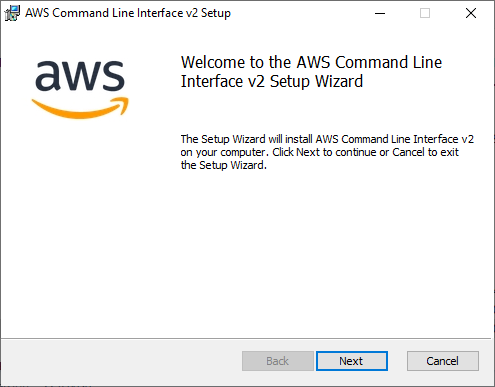 AWS Command Line Interface v2 Setup
aws
Welcome to the AWS Command Line
Interface v2 Setup Wizard
The Setup Wizard will install AWS Command Line Interface v2
on your computer. Click Next to continue or Cancel to exit
the Setup Wizard.
Back
Next
Cancel